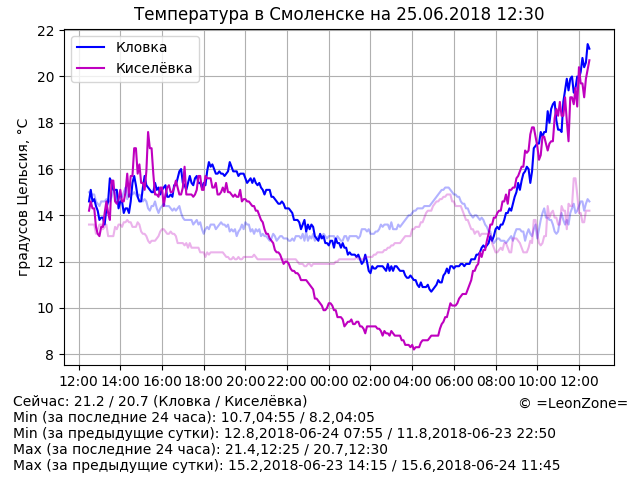 Температура в Смоленске на 25.06.2018 12:30
22
20
18
16
14
12
10
8
градусов Цельсия, °C
Кловка
Киселёвка
12:00 14:00 16:00 18:00 20:00 22:00 00:00 02:00 04:00 06:00 08:00 10:00 12:00
Сейчас: 21.2 / 20.7 (Кловка / Киселёвка)
© =LeonZone=
Min (за последние 24 часа): 10.7,04:55 / 8.2,04:05
Min (за предыдущие сутки): 12.8,2018-06-24 07:55 / 11.8,2018-06-23 22:50
Max (за последние 24 часа): 21.4,12:25 / 20.7,12:30
Max (за предыдущие сутки): 15.2,2018-06-23 14:15 / 15.6,2018-06-24 11:45